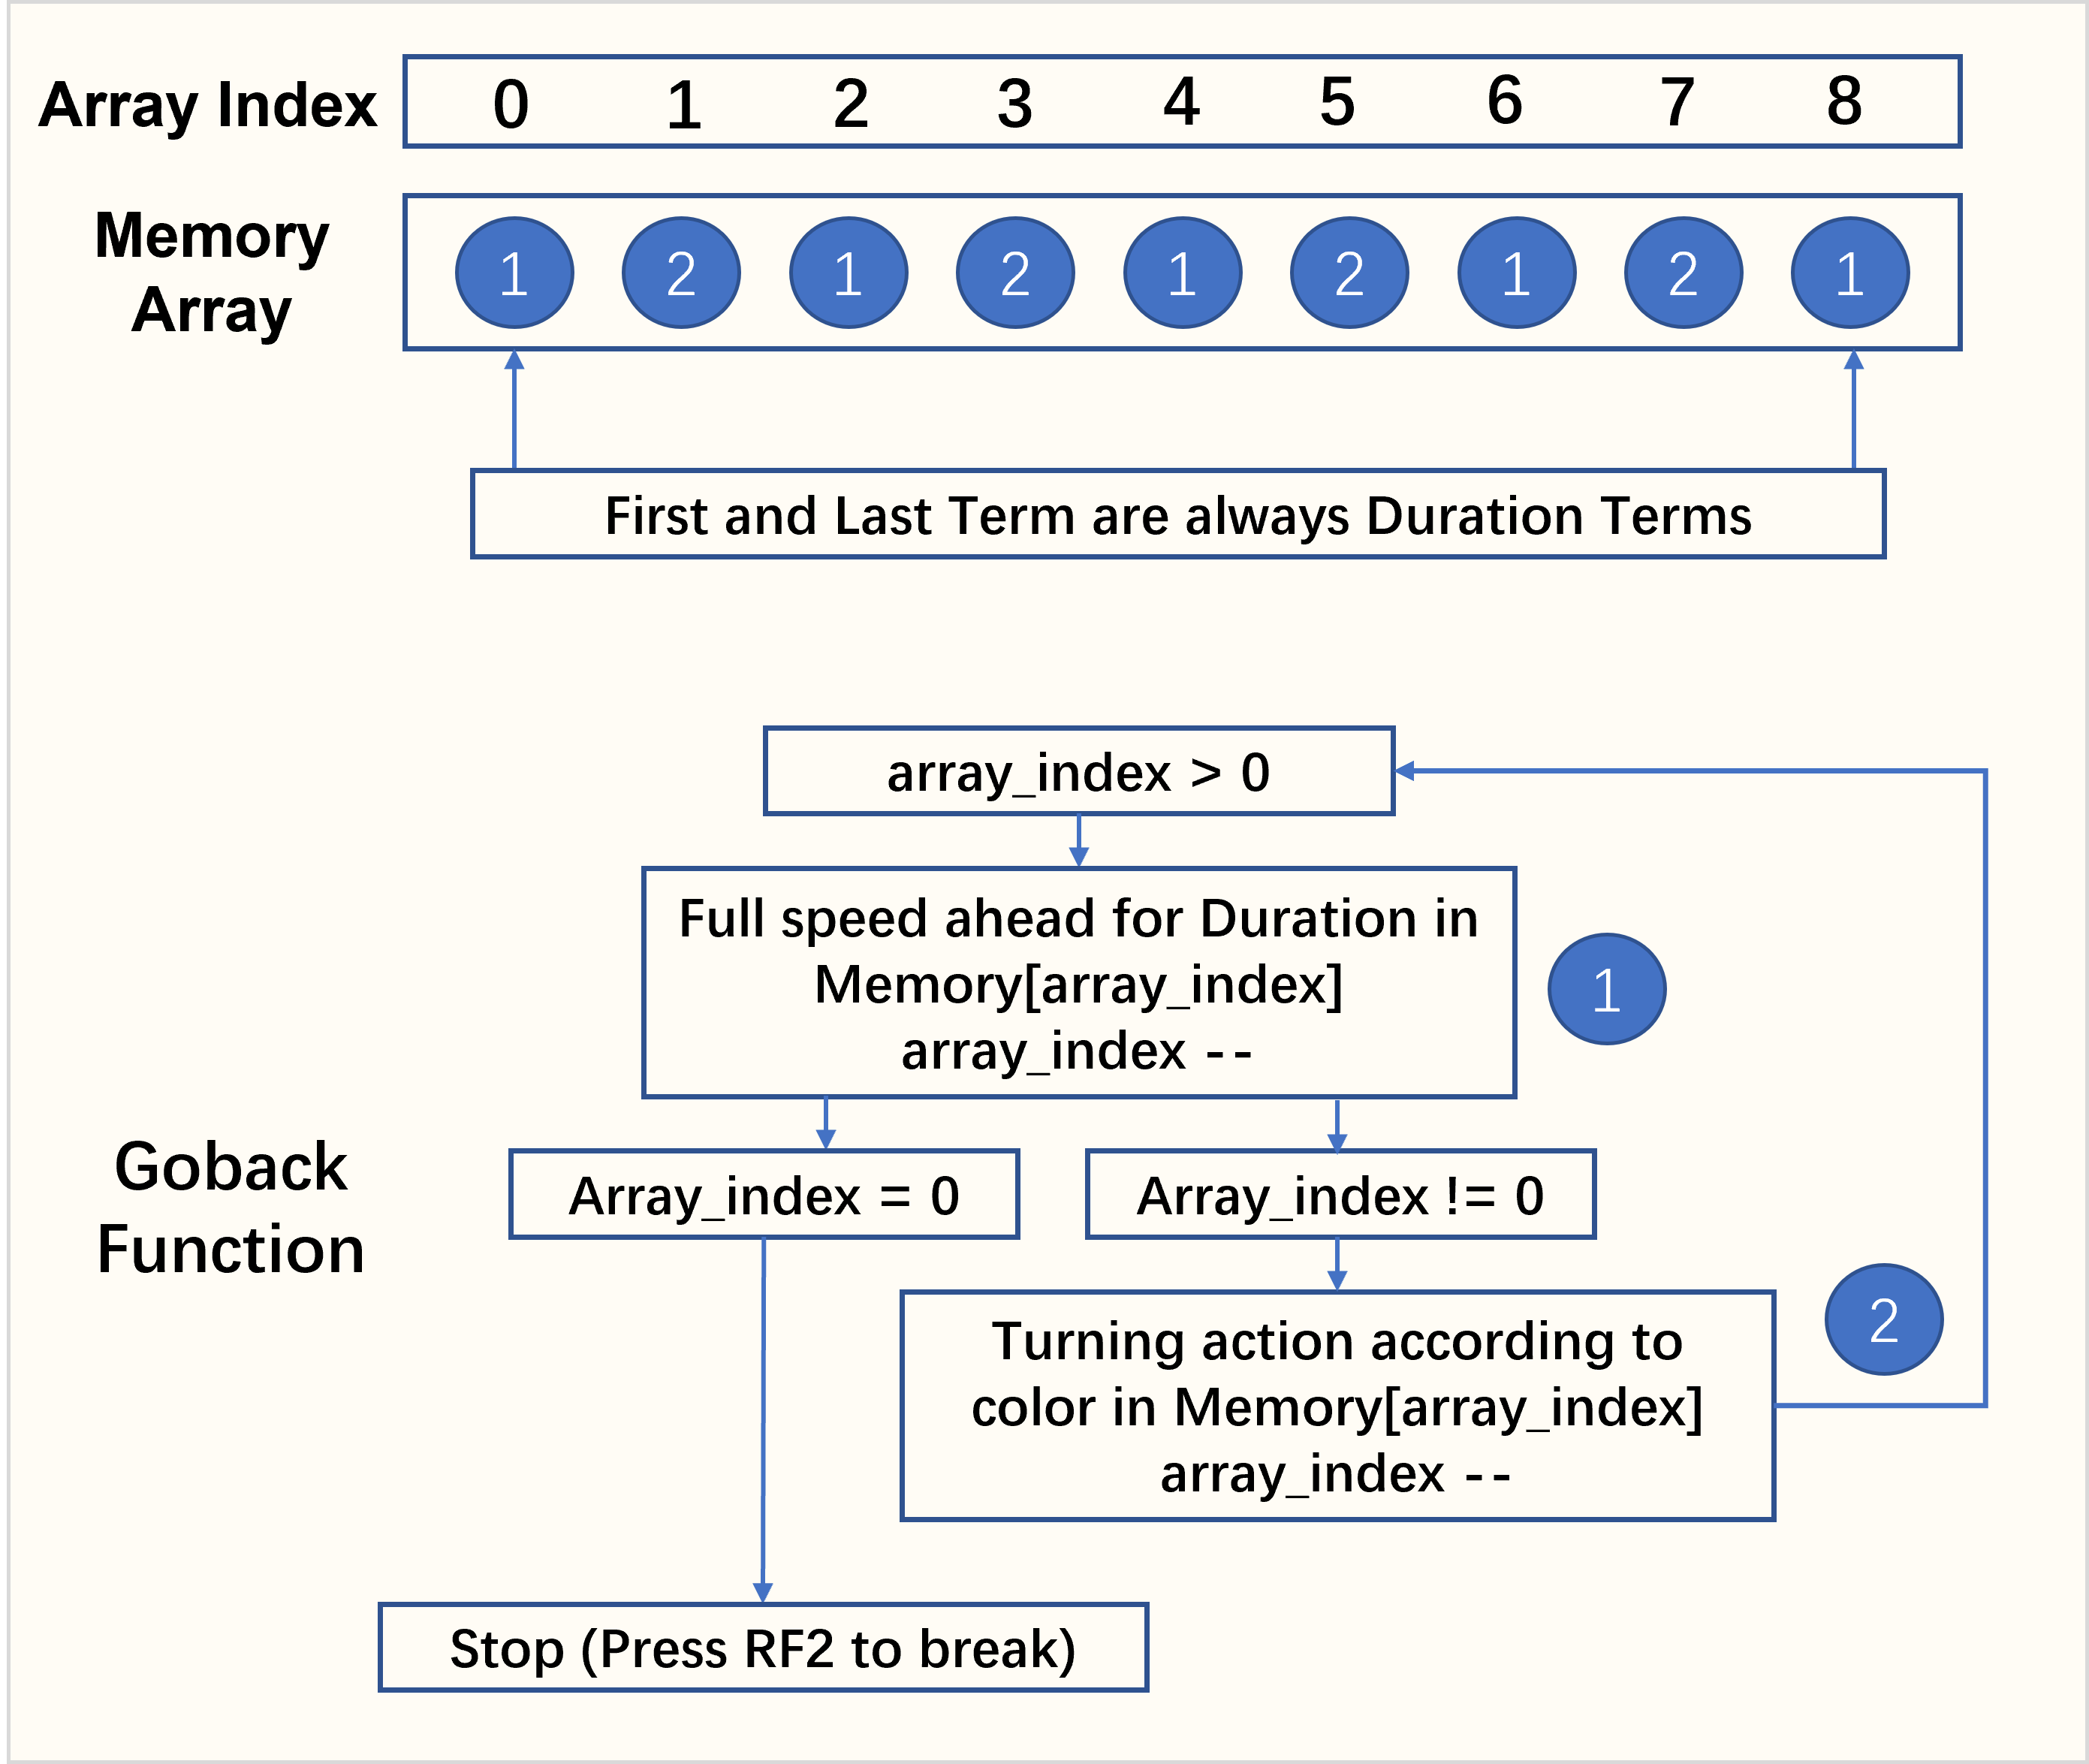 Array Index
0 1 2 3 4 5 6 7 8
Memory
Array
1 2 1 2 1 2 1 2 1
First and Last Term are always Duration Terms
array_index > 0
Full speed ahead for Duration in
Memory[array_index]
array_index --
1
Goback
Function
Array_index = 0
Array_index != 0
Turning action according to
color in Memory[array_index]
array_index --
2
Stop (Press RF2 to break)